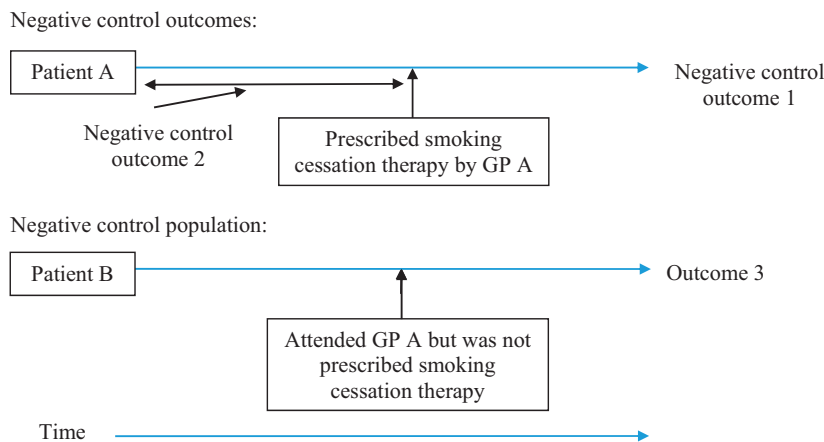 Negative control outcomes:
Patient A
Negative control
outcome 1
Negative control
outcome 2
Prescribed smoking
cessation therapy by GP A
Negative control population:
Patient B
Outcome 3
Attended GP A but was not
prescribed smoking
cessation therapy
Time